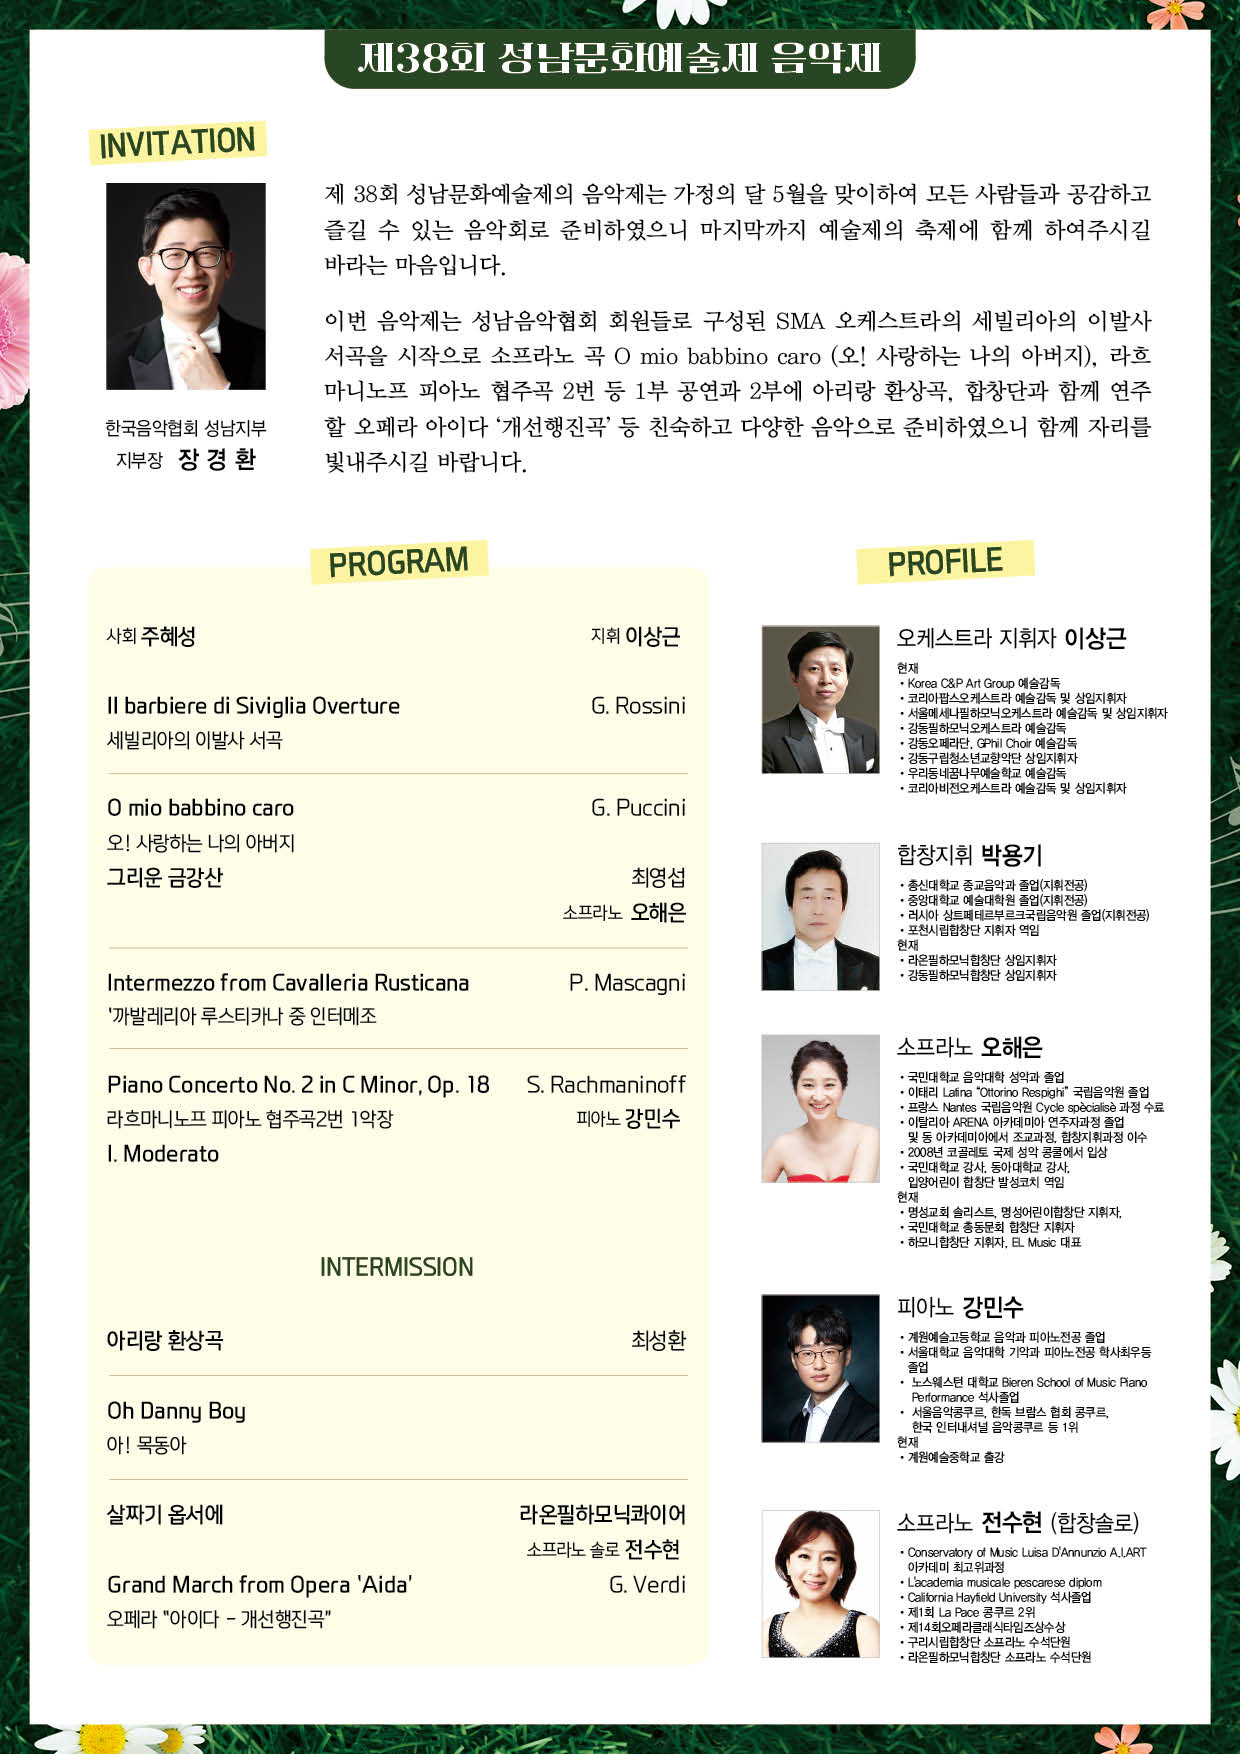 제38회 성남문화예술제 음악제
INVITATION
한국음악협회 성남지부
지부장 장 경 환
제 38회 성남문화예술제의 음악제는 가정의 달 5월을 맞이하여 모든 사람들과 공감하고
즐길 수 있는 음악회로 준비하였으니 마지막까지 예술제의 축제에 함께 하여주시길
바라는 마음입니다.
이번 음악제는 성남음악협회 회원들로 구성된 SMA 오케스트라의 세빌리아의 이발사
서곡을 시작으로 소프라노 곡 O mio babbino caro (오! 사랑하는 나의 아버지), 라흐
마니노프 피아노 협주곡 2번 등 1부 공연과 2부에 아리랑 환상곡, 합창단과 함께 연주
할 오페라 아이다 ‘개선행진곡’ 등 친숙하고 다양한 음악으로 준비하였으니 함께 자리를
빛내주시길 바랍니다.
PROGRAM
사회 주혜성 지휘 이상근
Il barbiere di Siviglia Overture G. Rossini
세빌리아의 이발사 서곡
O mio babbino caro G. Puccini
오! 사랑하는 나의 아버지
그리운 금강산 최영섭
소프라노 오해은
Intermezzo from Cavalleria Rusticana P. Mascagni
'까발레리아 루스티카나 중 인터메조
Piano Concerto No. 2 in C Minor, Op. 18 S. Rachmaninoff
라흐마니노프 피아노 협주곡2번 1악장 피아노 강민수
I. Moderato
INTERMISSION
아리랑 환상곡 최성환
Oh Danny Boy
아! 목동아
살짜기 옵서예 라온필하모닉콰이어
소프라노 솔로 전수현
Grand March from Opera 'Aida' G. Verdi
오페라 "아이다 - 개선행진곡"
PROFILE
오케스트라 지휘자 이상근
현재
• Korea C&P Art Group 예술감독
• 코리아팝스오케스트라 예술감독 및 상임지휘자
• 서울메세나필하모닉오케스트라 예술감독 및 상임지휘자
• 강동필하모닉오케스트라 예술감독
• 강동오페라단, GPhil Choir 예술감독
• 강동구립청소년교향악단 상임지휘자
• 우리동네꿈나무예술학교 예술감독
• 코리아비전오케스트라 예술감독 및 상임지휘자
합창지휘 박용기
• 총신대학교 종교음악과 졸업(지휘전공)
• 중앙대학교 예술대학원 졸업(지휘전공)
• 러시아 상트페테르부르크국립음악원 졸업(지휘전공)
• 포천시립합창단 지휘자 역임
현재
• 라온필하모닉합창단 상임지휘자
• 강동필하모닉합창단 상임지휘자
소프라노 오해은
• 국민대학교 음악대학 성악과 졸업
• 이태리 Latina “Ottorino Respighi” 국립음악원 졸업
• 프랑스 Nantes 국립음악원 Cycle spècialisè 과정 수료
• 이탈리아 ARENA 아카데미아 연주자과정 졸업
및 동 아카데미아에서 조교과정, 합창지휘과정 이수
• 2008년 코골레토 국제 성악 콩쿨에서 입상
• 국민대학교 강사, 동아대학교 강사,
입양어린이 합창단 발성코치 역임
현재
• 명성교회 솔리스트, 명성어린이합창단 지휘자,
• 국민대학교 총동문회 합창단 지휘자
• 하모니합창단 지휘자, EL Music 대표
피아노 강민수
• 계원예술고등학교 음악과 피아노전공 졸업
• 서울대학교 음악대학 기악과 피아노전공 학사최우등
졸업
• 노스웨스턴 대학교 Bieren School of Music Piano
Performance 석사졸업
• 서울음악콩쿠르, 한독 브람스 협회 콩쿠르,
한국 인터내셔널 음악콩쿠르 등 1위
현재
• 계원예술중학교 출강
소프라노 전수현 (합창솔로)
• Conservatory of Music Luisa D'Annunzio A.I.ART
아카데미 최고위과정
• L'academia musicale pescarese diplom
• California Hayfield University 석사졸업
• 제1회 La Pace 콩쿠르 2위
• 제14회오페라클래식타임즈상수상
• 구리시립합창단 소프라노 수석단원
• 라온필하모닉합창단 소프라노 수석단원